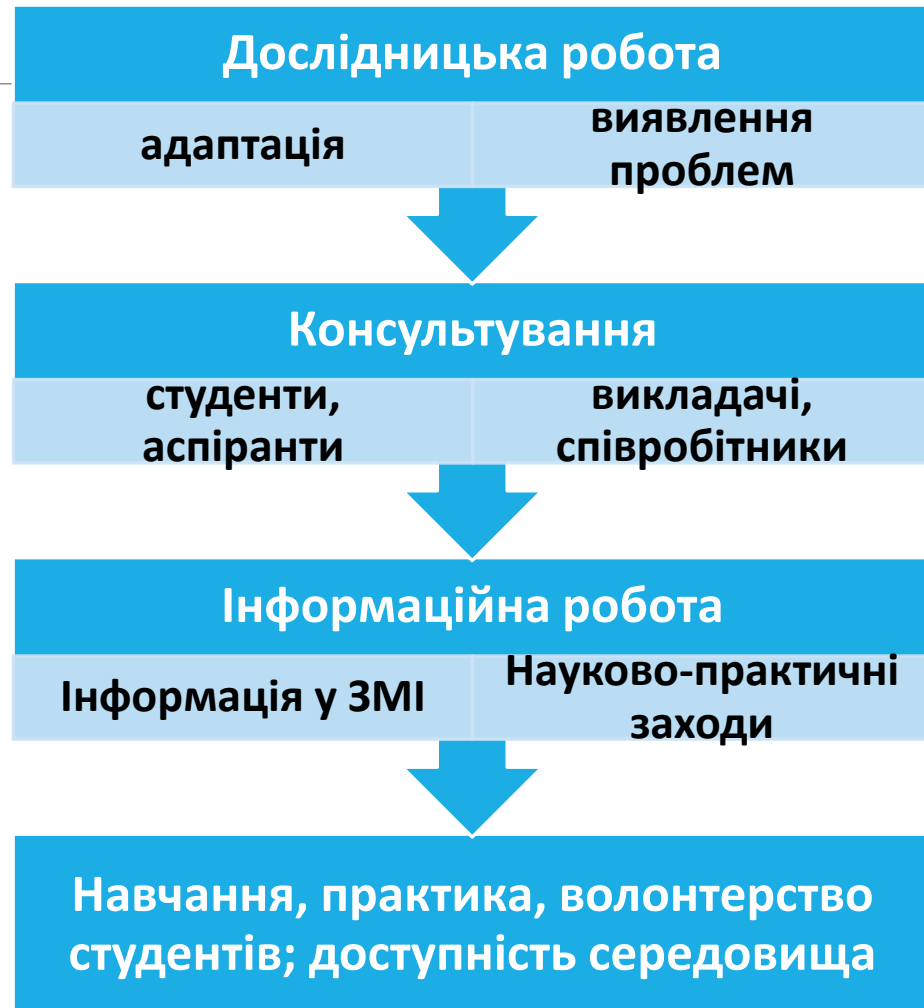 Дослідницька робота
адаптація
виявлення
проблем
Консультування
студенти,
аспіранти
викладачі,
співробітники
Інформаційна робота
Інформація у ЗМІ
Науково-практичні
заходи
Навчання, практика, волонтерство
студентів; доступність середовища